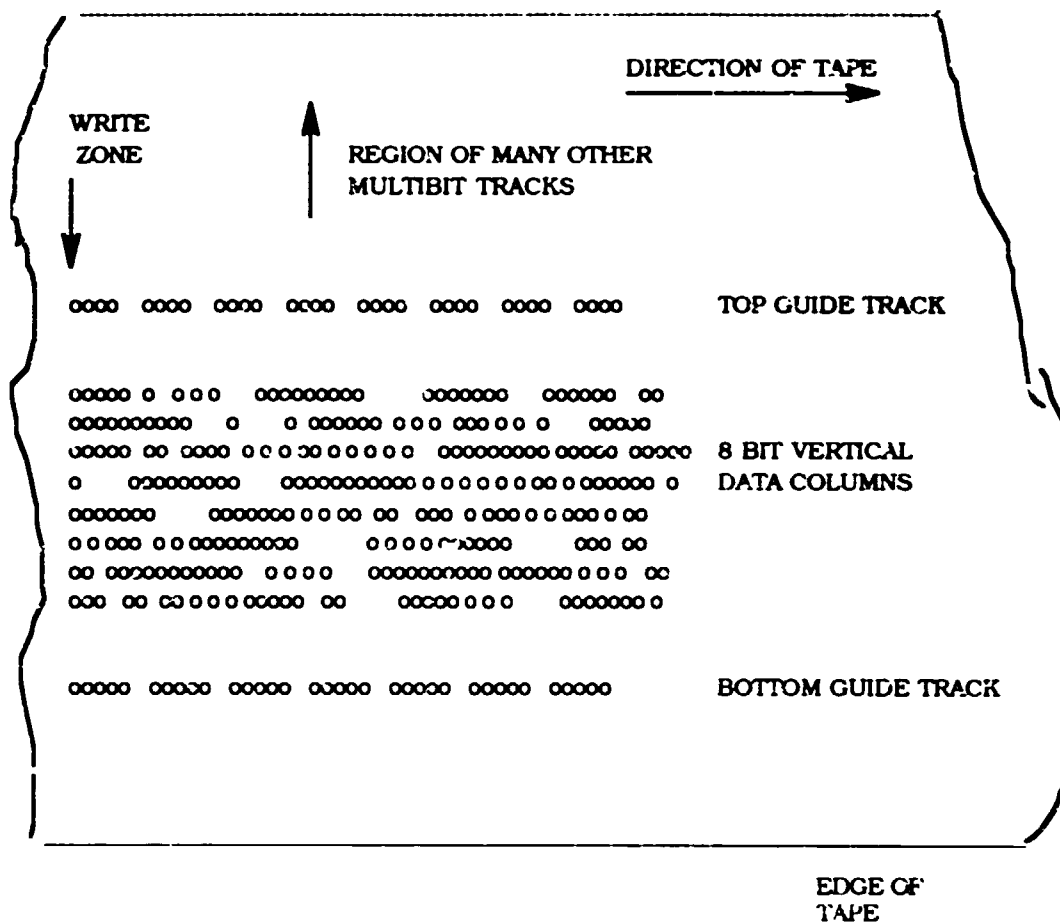 DIRECTION OF TAPE
WRITE
ZONE
REGION OF MANY OTHER
MULTIBIT TRACKS
TOP GUIDE TRACK
8 BIT VERTICAL
DATA COLUMNS
BOTTOM GUIDE TRACK
EDGE OF
TAPE